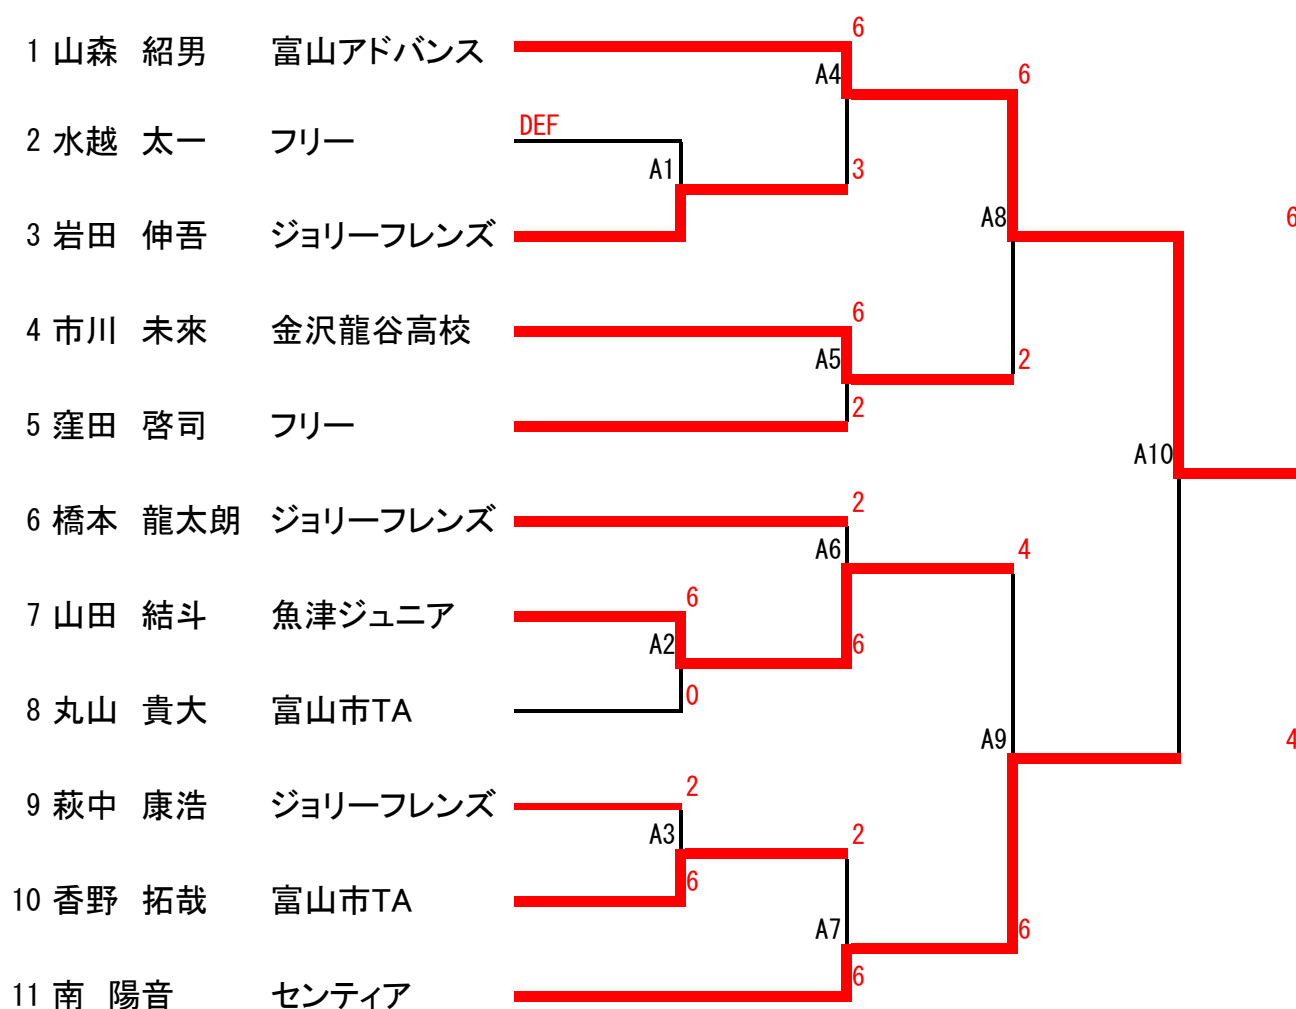 6
1 山森 紹男 富山アドバンス
A4
6
DEF
2 水越 太一 フリー
A1
3
3 岩田 伸吾 ジョリーフレンズ
A8
6
6
4 市川 未來 金沢龍谷高校
A5
2
2
5 窪田 啓司 フリー
A10
2
6 橋本 龍太朗 ジョリーフレンズ
A6
4
6
7 山田 結斗 魚津ジュニア
A2
6
0
8 丸山 貴大 富山市TA
A9
4
2
9 萩中 康浩 ジョリーフレンズ
A3
2
6
10 香野 拓哉 富山市TA
A7
6
6
11 南 陽音 センティア